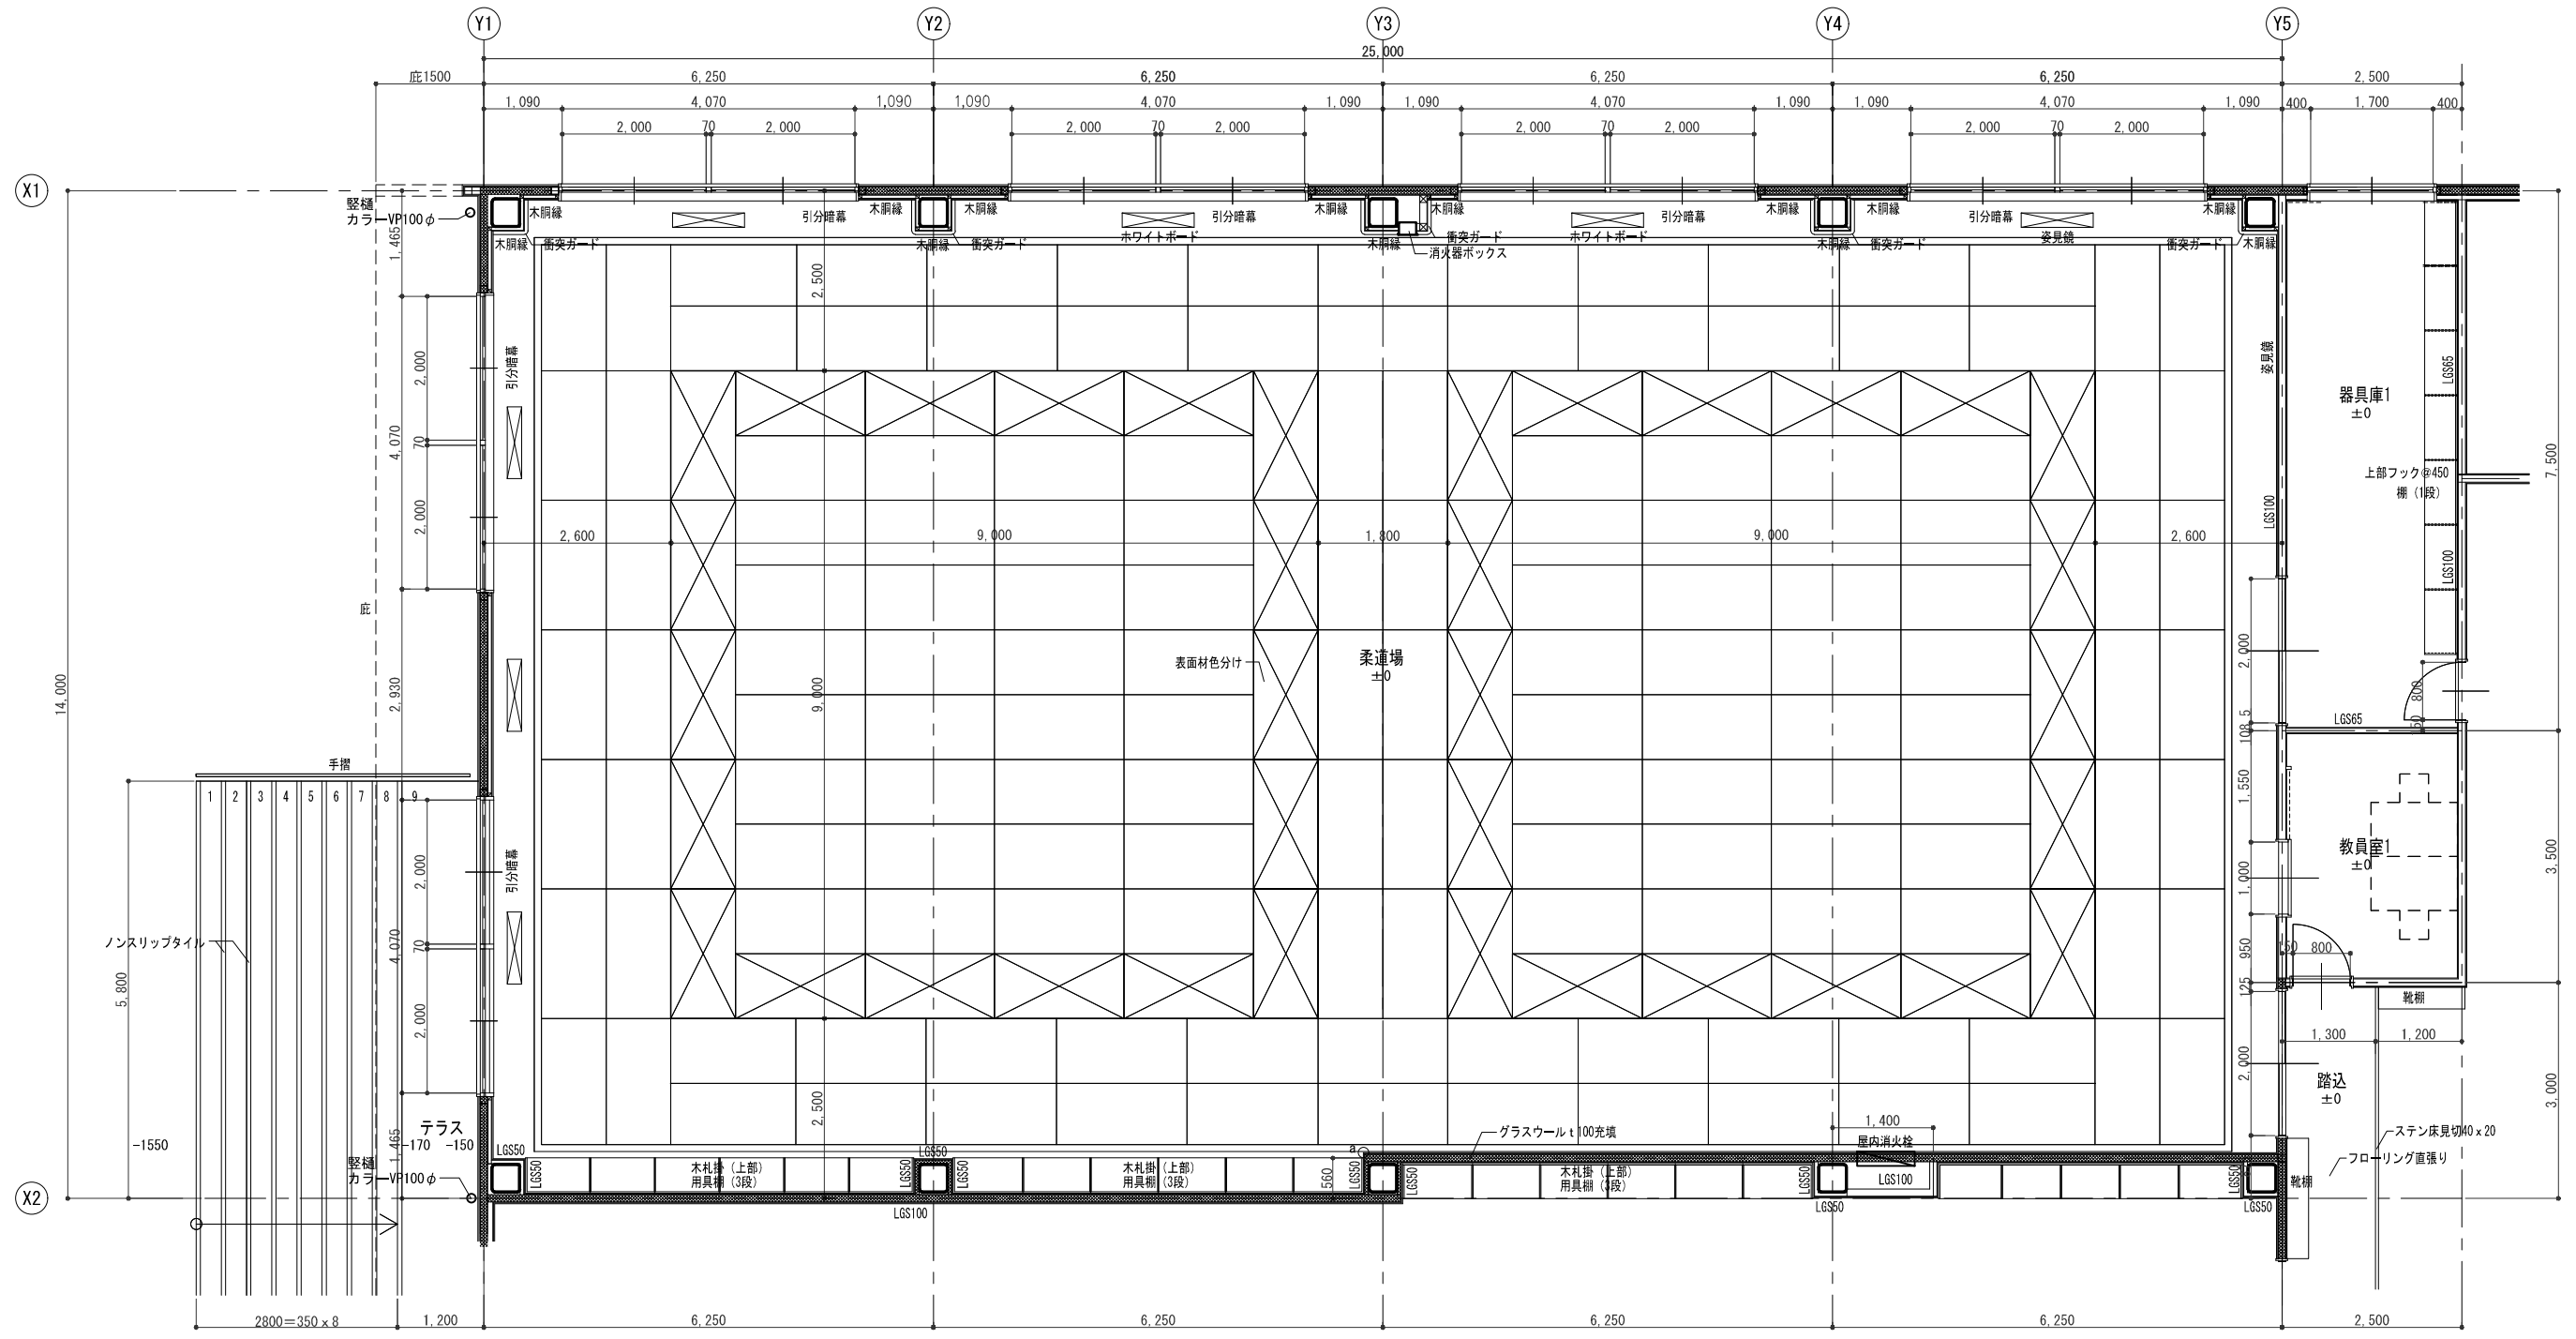 Y1 Y2 Y3 Y4 Y5
25,000
庇1500 6,250 6,250 6,250 6,250 2,500
1,090 4,070 1,090 1,090 4,070 1,090 1,090 4,070 1,090 1,090 4,070 1,090 400 1,700 400
2,000 70 2,000 2,000 70 2,000 2,000 70 2,000 2,000 70 2,000
X1
竪樋
カラーVP100φ
木胴縁 引分暗幕 木胴縁 木胴縁 引分暗幕 木胴縁 木胴縁 引分暗幕 木胴縁 木胴縁 引分暗幕 木胴縁
木胴縁 衝突ガード 木胴縁 衝突ガード ホワイトボード 木胴縁 衝突ガード ホワイトボード 木胴縁 衝突ガード 姿見鏡 衝突ガード 木胴縁
消火器ボックス
1,465
2,500
2,000
引分暗幕
姿見鏡
LGS65
器具庫1
±0
4,070
70
7,500
上部フック@450
棚（1段）
2,000
LGS100
2,600 9,000 1,800 9,000 2,600
LGS100
庇
14,000
2,930
9,000
表面材色分け
柔道場
±0
2,000
800
50
108.5
LGS65
手摺
1 2 3 4 5 6 7 8 9
1,550
2,000
引分暗幕
教員室1
±0
1,000
3,500
ノンスリップタイル
4,070
70
950
150 800
5,800
125
靴棚
2,000
1,300 1,200
2,000
踏込
±0
3,000
2,500
1,400
テラス
-1550 -170 -150
1,465
LGS50 LGS50
a
グラスウールt100充填
屋内消火栓
ステン床見切40x20
フローリング直張り
竪樋
カラーVP100φ
LGS50
木札掛（上部）
用具棚（3段）
LGS50
LGS50
木札掛（上部）
用具棚（3段）
560
LGS50
LGS50
木札掛（上部）
用具棚（3段）
LGS50
LGS100
LGS50
靴棚
X2
LGS100 LGS50 LGS50
2800=350x8 1,200 6,250 6,250 6,250 6,250 2,500